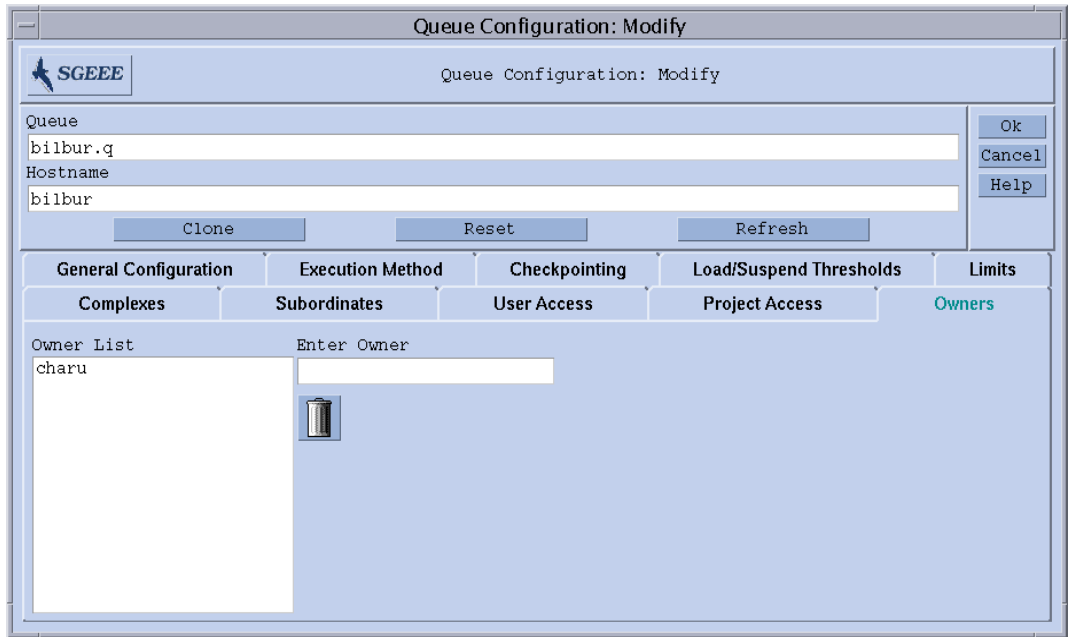 Queue Configuration: Modify
SGEEE
Queue Configuration: Modify
Queue
bilbur.q
Hostname
bilbur
Ok
Cancel
Help
Clone Reset Refresh
General Configuration Execution Method Checkpointing Load/Suspend Thresholds Limits
Complexes Subordinates User Access Project Access Owners
Owner List Enter Owner
charu